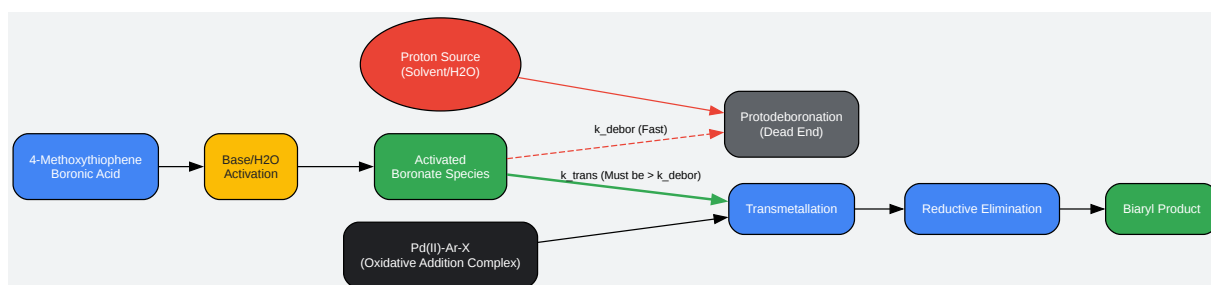 Proton Source
(Solvent/H2O)
Protodeboronation
(Dead End)
k_debor (Fast)
4-Methoxythiophene
Boronic Acid
Base/H2O
Activation
Activated
Boronate Species
k_trans (Must be > k_debor)
Transmetallation
Reductive Elimination
Biaryl Product
Pd(II)-Ar-X
(Oxidative Addition Complex)